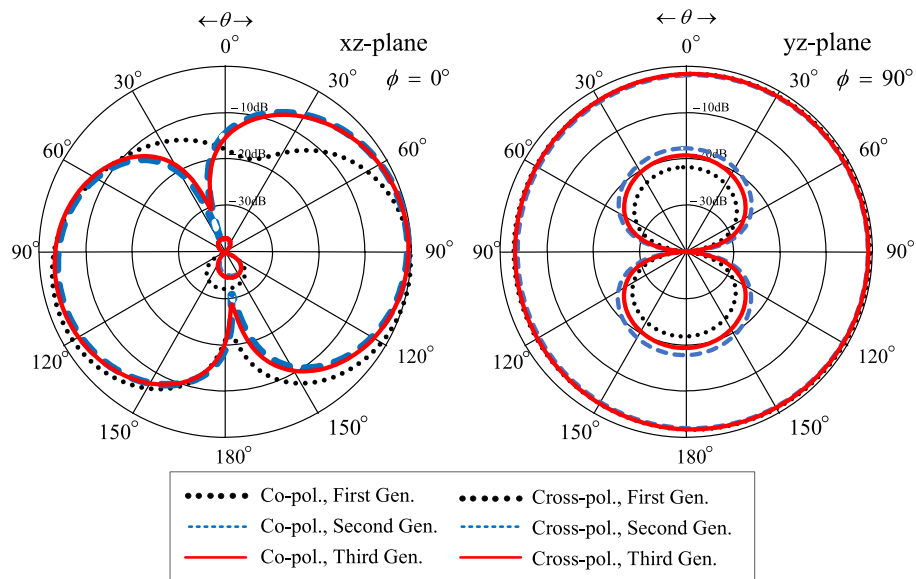 ←θ→
0°
xz-plane
ϕ = 0°
30°
30°
60°
60°
90°
90°
120°
120°
150°
150°
180°
−10dB
−20dB
−30dB
←θ→
0°
yz-plane
ϕ = 90°
30°
30°
60°
60°
90°
90°
120°
120°
150°
150°
180°
−10dB
−20dB
−30dB
Co-pol., First Gen.
Cross-pol., First Gen.
Co-pol., Second Gen.
Cross-pol., Second Gen.
Co-pol., Third Gen.
Cross-pol., Third Gen.